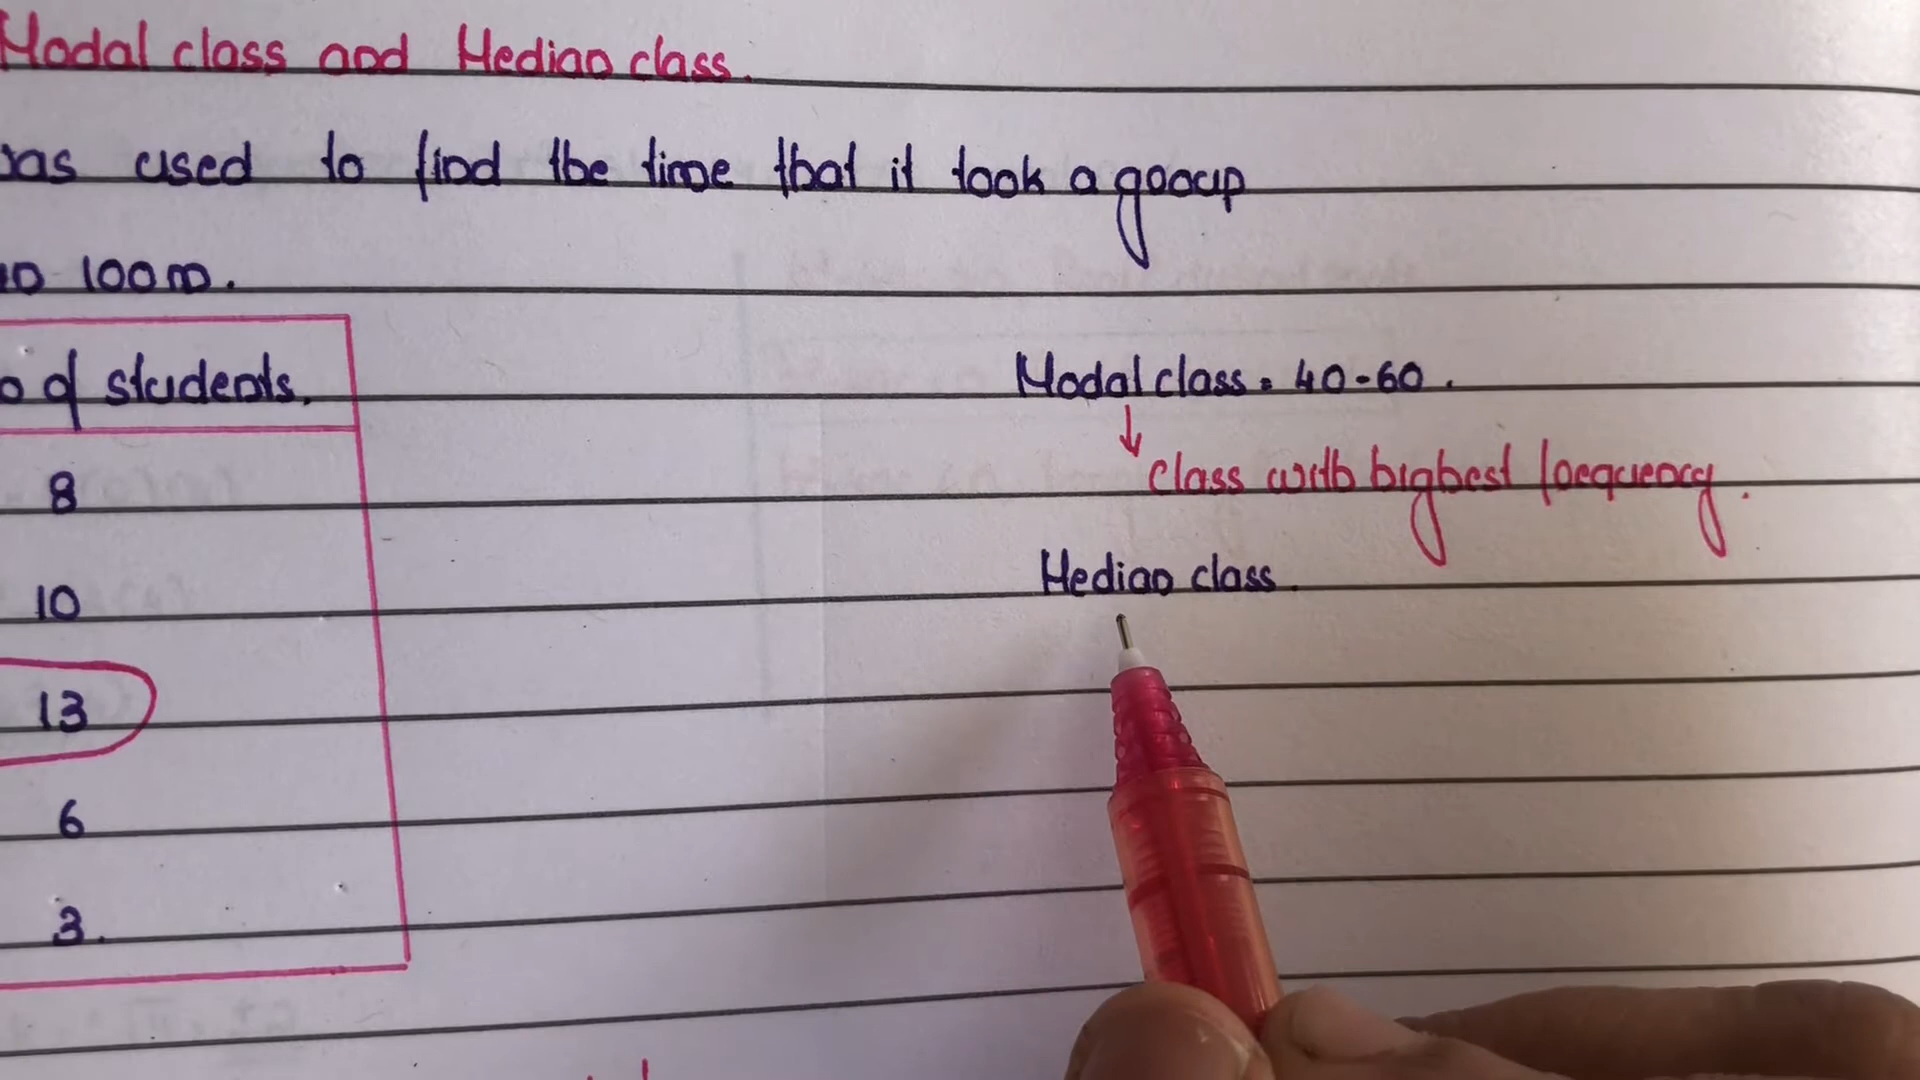 Modal class and Median class.
used to find the time that it took a group
100m.
of students.
8
Modal class = 40-60.
↓
class with highest frequency.
10
Median class.
13
6
3.